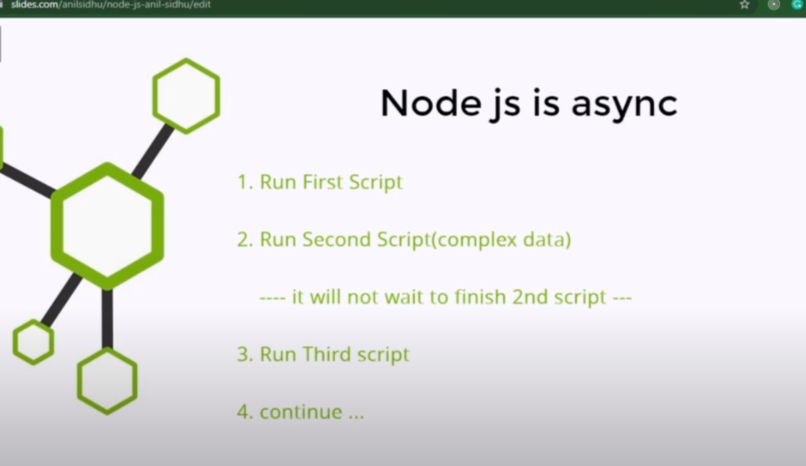 slides.com/anilsidhu/node-js-anil-sidhu/edit
Node js is async
1. Run First Script
2. Run Second Script(complex data)
---- it will not wait to finish 2nd script ---
3. Run Third script
4. continue ...